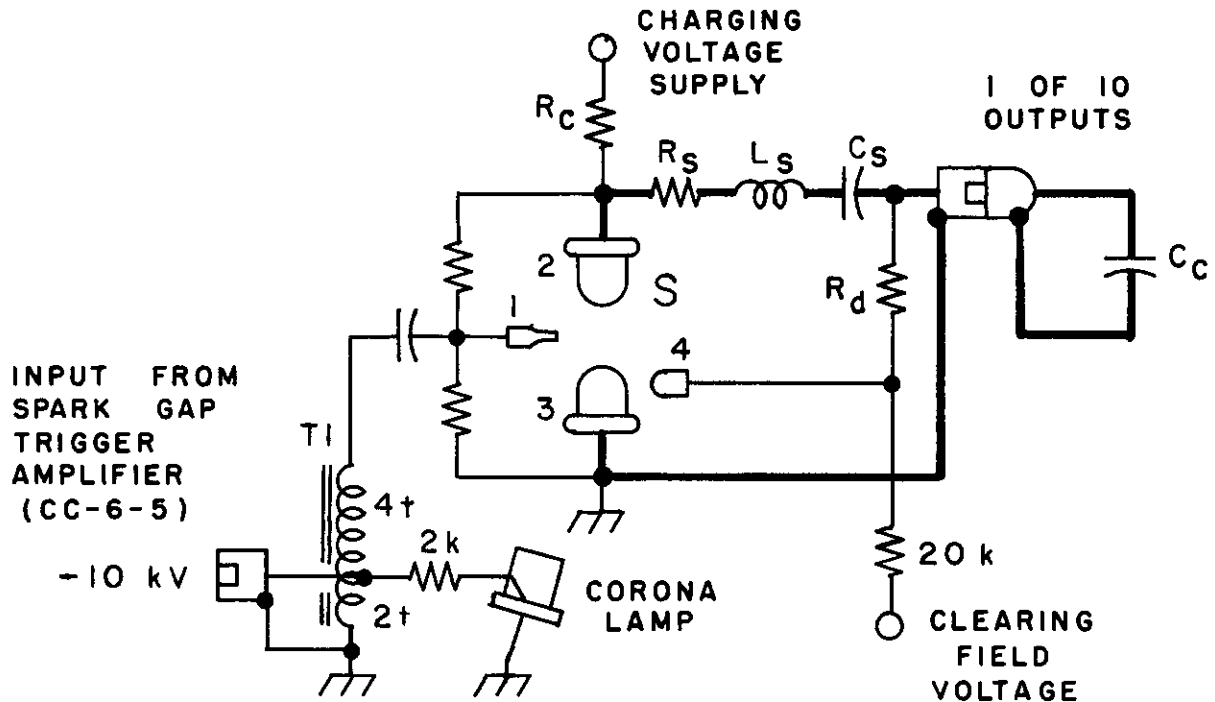 CHARGING
VOLTAGE
SUPPLY
1 OF 10
OUTPUTS
Rc
Rs
Ls
Cs
2
S
Rd
Cc
1
4
3
INPUT FROM
SPARK GAP
TRIGGER
AMPLIFIER
(CC-6-5)
T1
4t
2k
-10 kV
2t
CORONA
LAMP
20k
CLEARING
FIELD
VOLTAGE